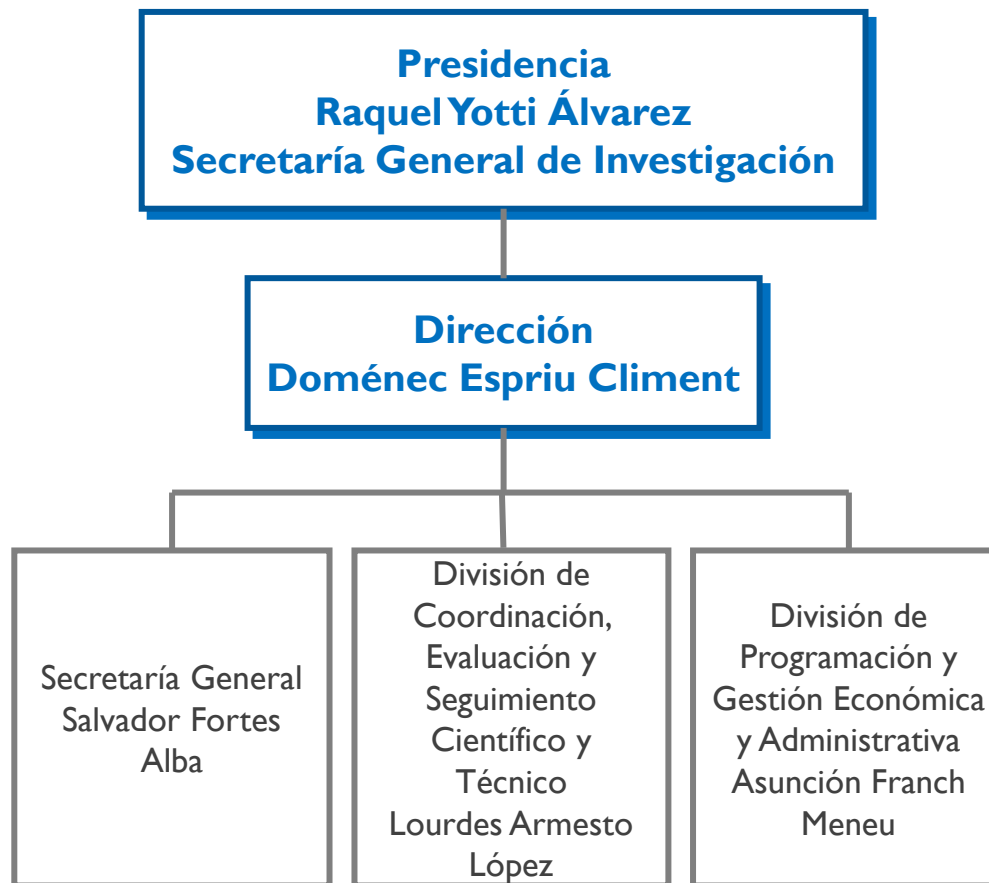 Presidencia
Raquel Yotti Álvarez
Secretaría General de Investigación
Dirección
Doménec Espriu Climent
Secretaría General
Salvador Fortes
Alba
División de
Coordinación,
Evaluación y
Seguimiento
Científico y
Técnico
Lourdes Armesto
López
División de
Programación y
Gestión Económica
y Administrativa
Asunción Franch
Meneu